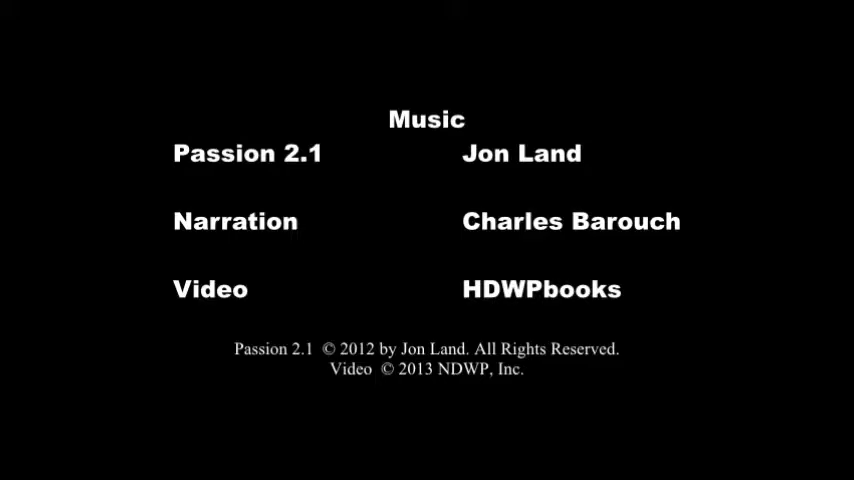 Music
Passion 2.1 Jon Land
Narration Charles Barouch
Video HDWPbooks
Passion 2.1 © 2012 by Jon Land. All Rights Reserved.
Video © 2013 NDWP, Inc.